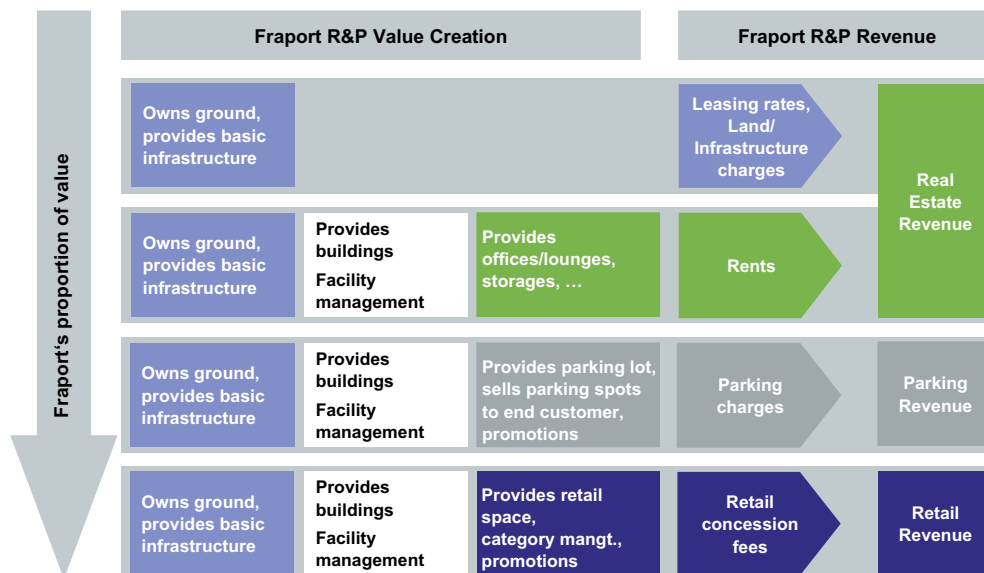 Fraport R&P Value Creation
Fraport R&P Revenue
Fraport‘s proportion of value
Owns ground,
provides basic
infrastructure
Leasing rates,
Land/
Infrastructure
charges
Real
Estate
Revenue
Owns ground,
provides basic
infrastructure
Provides
buildings
Facility
management
Provides
offices/lounges,
storages, …
Rents
Owns ground,
provides basic
infrastructure
Provides
buildings
Facility
management
Provides parking lot,
sells parking spots
to end customer,
promotions
Parking
charges
Parking
Revenue
Owns ground,
provides basic
infrastructure
Provides
buildings
Facility
management
Provides retail
space,
category mangt.,
promotions
Retail
concession
fees
Retail
Revenue